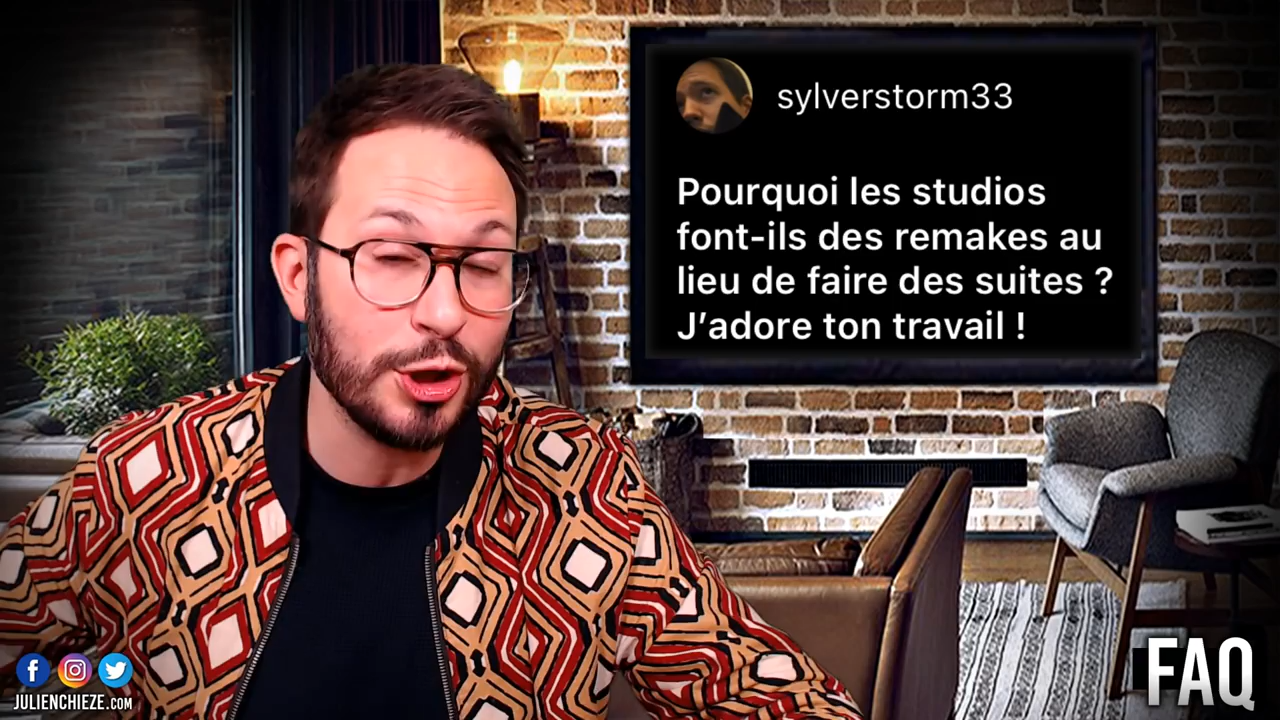 sylverstorm33
Pourquoi les studios
font-ils des remakes au
lieu de faire des suites ?
J'adore ton travail !
JULIENCHIEZE.COM
FAQ